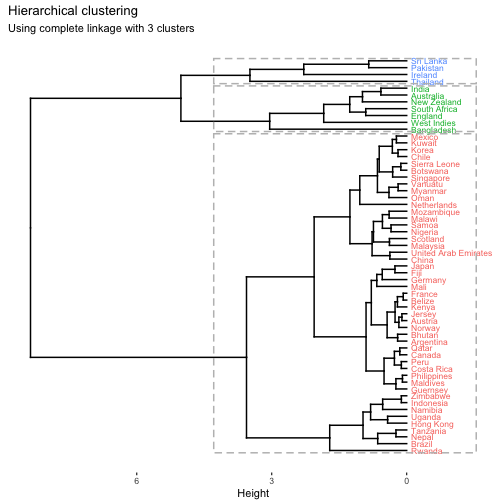 Hierarchical clustering
Using complete linkage with 3 clusters
Sri Lanka
Pakistan
Ireland
Thailand
India
Australia
New Zealand
South Africa
England
West Indies
Bangladesh
Mexico
Kuwait
Korea
Chile
Sierra Leone
Botswana
Singapore
Vanuatu
Myanmar
Oman
Netherlands
Mozambique
Malawi
Samoa
Nigeria
Scotland
Malaysia
United Arab Emirates
China
Japan
Fiji
Germany
Mali
France
Belize
Kenya
Jersey
Austria
Norway
Bhutan
Argentina
Qatar
Canada
Peru
Costa Rica
Philippines
Maldives
Guernsey
Zimbabwe
Indonesia
Namibia
Uganda
Hong Kong
Tanzania
Nepal
Brazil
Rwanda
6 3 0
Height